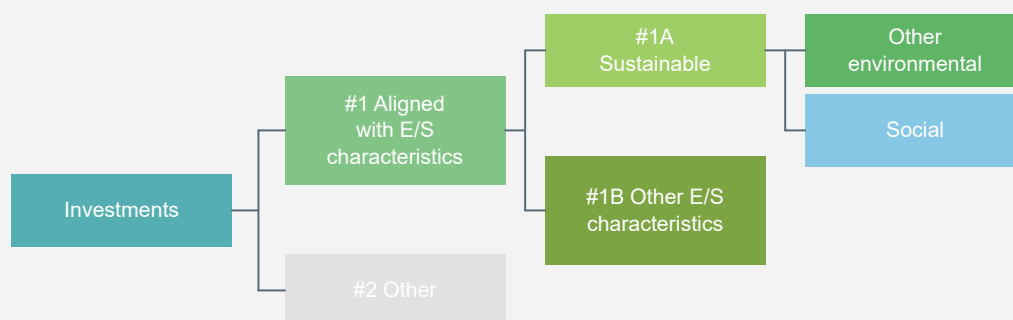 Investments
#1 Aligned
with E/S
characteristics
#2 Other
#1A
Sustainable
#1B Other E/S
characteristics
Other
environmental
Social